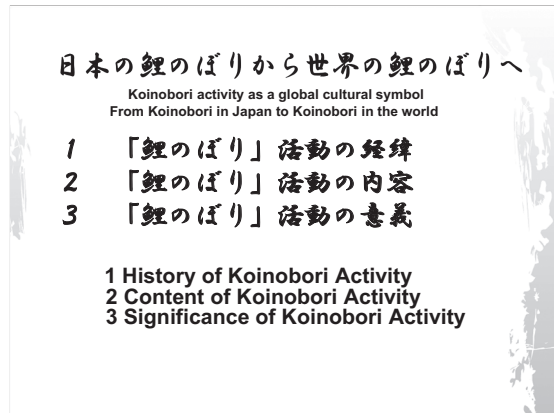 日本の鯉のぼりから世界の鯉のぼりへ
Koinobori activity as a global cultural symbol
From Koinobori in Japan to Koinobori in the world
1 「鯉のぼり」活動の経緯
2 「鯉のぼり」活動の内容
3 「鯉のぼり」活動の意義
1 History of Koinobori Activity
2 Content of Koinobori Activity
3 Significance of Koinobori Activity